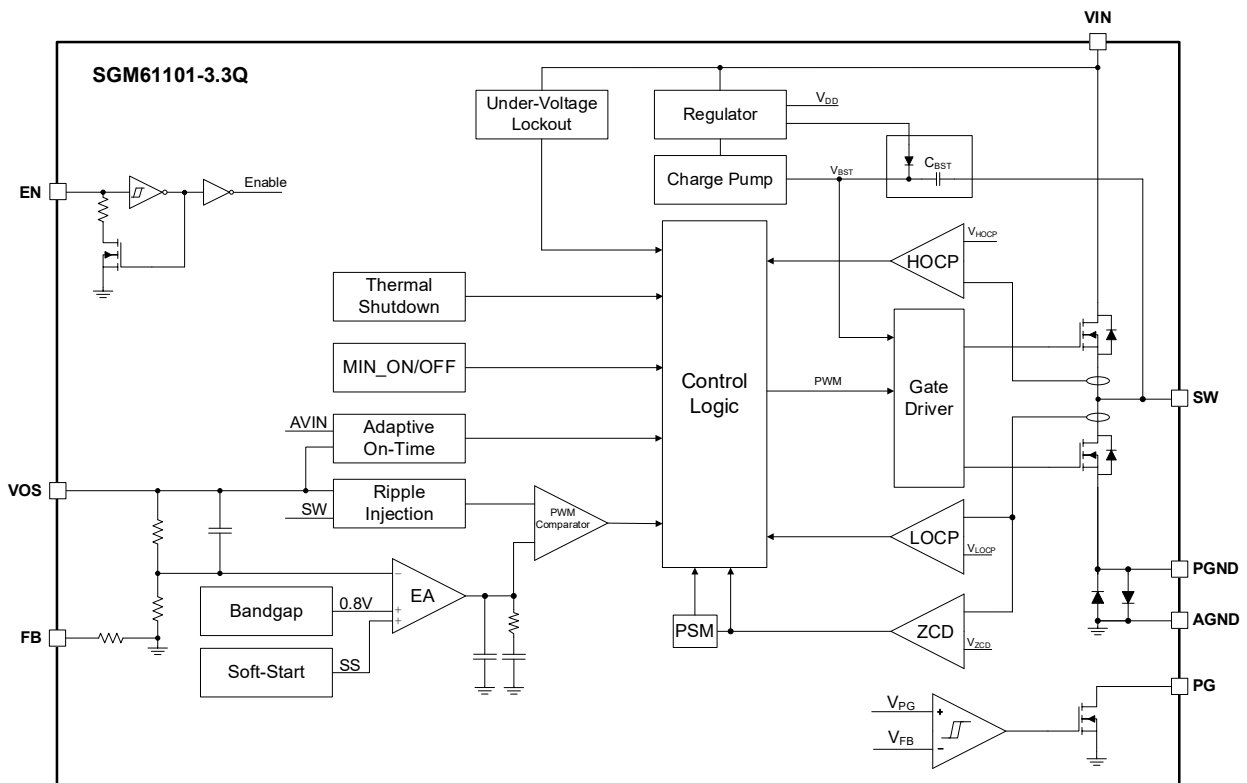 VIN
SGM61101-3.3Q
Under-Voltage
Lockout
Regulator
VDD
Charge Pump
VBST
CBST
EN
Enable
Thermal
Shutdown
MIN_ON/OFF
AVIN
Adaptive
On-Time
VOS
SW
Ripple
Injection
PWM
Comparator
Control
Logic
PWM
Gate
Driver
HOCP
VHOCP
SW
LOCP
VLOCP
PGND
AGND
Bandgap
0.8V
EA
−
+
+
FB
Soft-Start
SS
PSM
ZCD
VZCD
PG
VPG
+
VFB
−